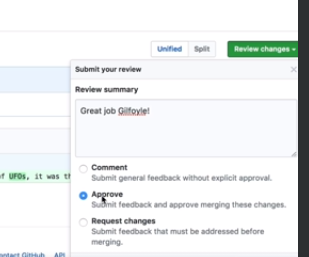 Unified Split Review changes
Submit your review
Review summary
Great job Gilfoyle!
f UFOs, it was th
Comment
Submit general feedback without explicit approval.
Approve
Submit feedback and approve merging these changes.
Request changes
Submit feedback that must be addressed before
merging.
ontact GitHub API